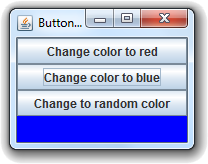 Button...
Change color to red
Change color to blue
Change to random color